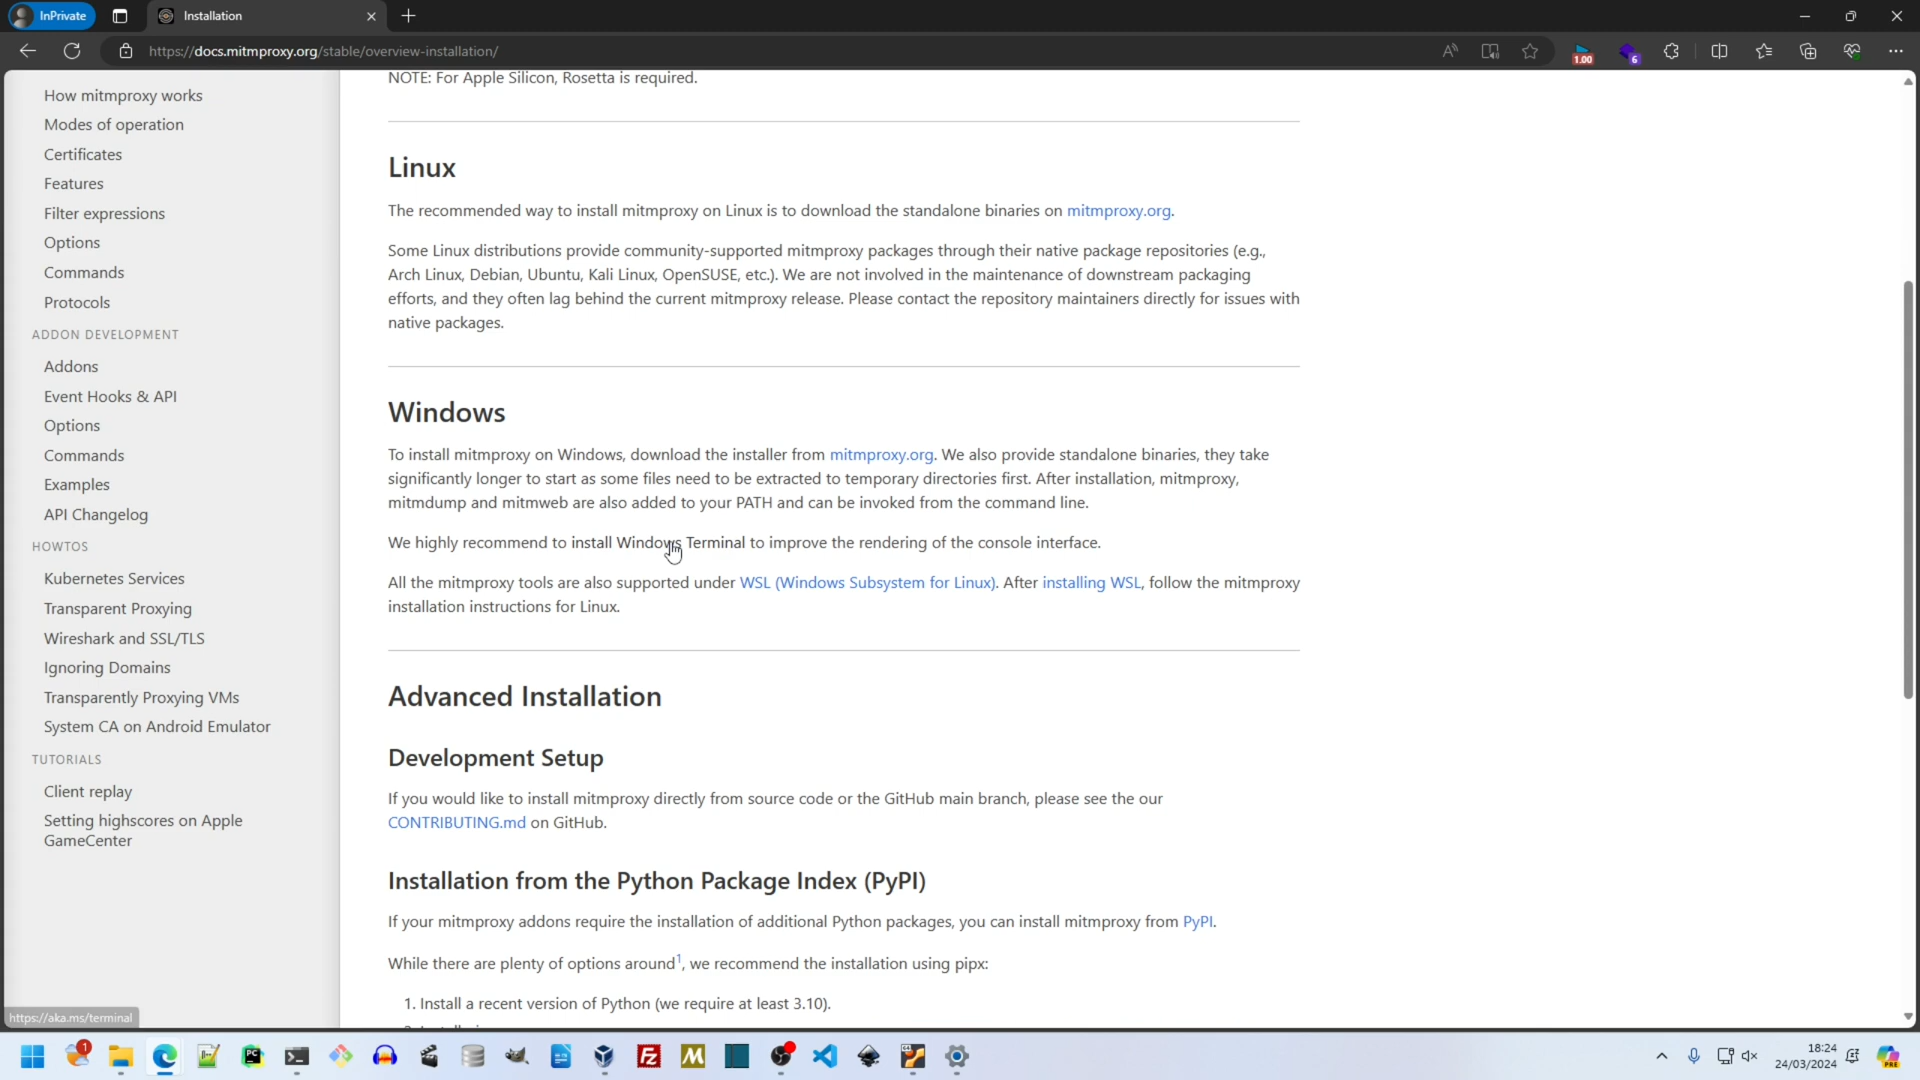 InPrivate
Installation
https://docs.mitmproxy.org/stable/overview-installation/
1.00
6
How mitmproxy works
Modes of operation
Certificates
Features
Filter expressions
Options
Commands
Protocols
ADDON DEVELOPMENT
Addons
Event Hooks & API
Options
Commands
Examples
API Changelog
HOWTOS
Kubernetes Services
Transparent Proxying
Wireshark and SSL/TLS
Ignoring Domains
Transparently Proxying VMs
System CA on Android Emulator
TUTORIALS
Client replay
Setting highscores on Apple
GameCenter
https://aka.ms/terminal
NOTE: For Apple Silicon, Rosetta is required.
Linux
The recommended way to install mitmproxy on Linux is to download the standalone binaries on mitmproxy.org.
Some Linux distributions provide community-supported mitmproxy packages through their native package repositories (e.g.,
Arch Linux, Debian, Ubuntu, Kali Linux, OpenSUSE, etc.). We are not involved in the maintenance of downstream packaging
efforts, and they often lag behind the current mitmproxy release. Please contact the repository maintainers directly for issues with
native packages.
Windows
To install mitmproxy on Windows, download the installer from mitmproxy.org. We also provide standalone binaries, they take
significantly longer to start as some files need to be extracted to temporary directories first. After installation, mitmproxy,
mitmdump and mitmweb are also added to your PATH and can be invoked from the command line.
We highly recommend to install Windows Terminal to improve the rendering of the console interface.
All the mitmproxy tools are also supported under WSL (Windows Subsystem for Linux). After installing WSL, follow the mitmproxy
installation instructions for Linux.
Advanced Installation
Development Setup
If you would like to install mitmproxy directly from source code or the GitHub main branch, please see the our
CONTRIBUTING.md on GitHub.
Installation from the Python Package Index (PyPI)
If your mitmproxy addons require the installation of additional Python packages, you can install mitmproxy from PyPI.
While there are plenty of options around1, we recommend the installation using pipx:
1. Install a recent version of Python (we require at least 3.10).
1
PC
Fz
M
18:24
24/03/2024
PRE